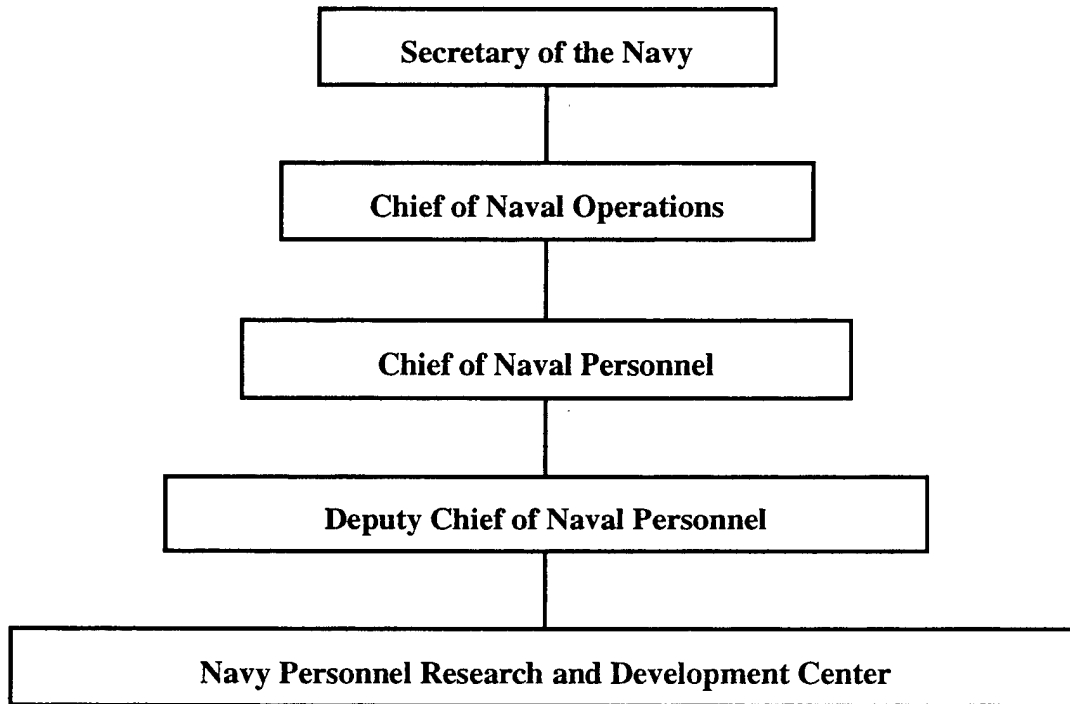 Secretary of the Navy
Chief of Naval Operations
Chief of Naval Personnel
Deputy Chief of Naval Personnel
Navy Personnel Research and Development Center